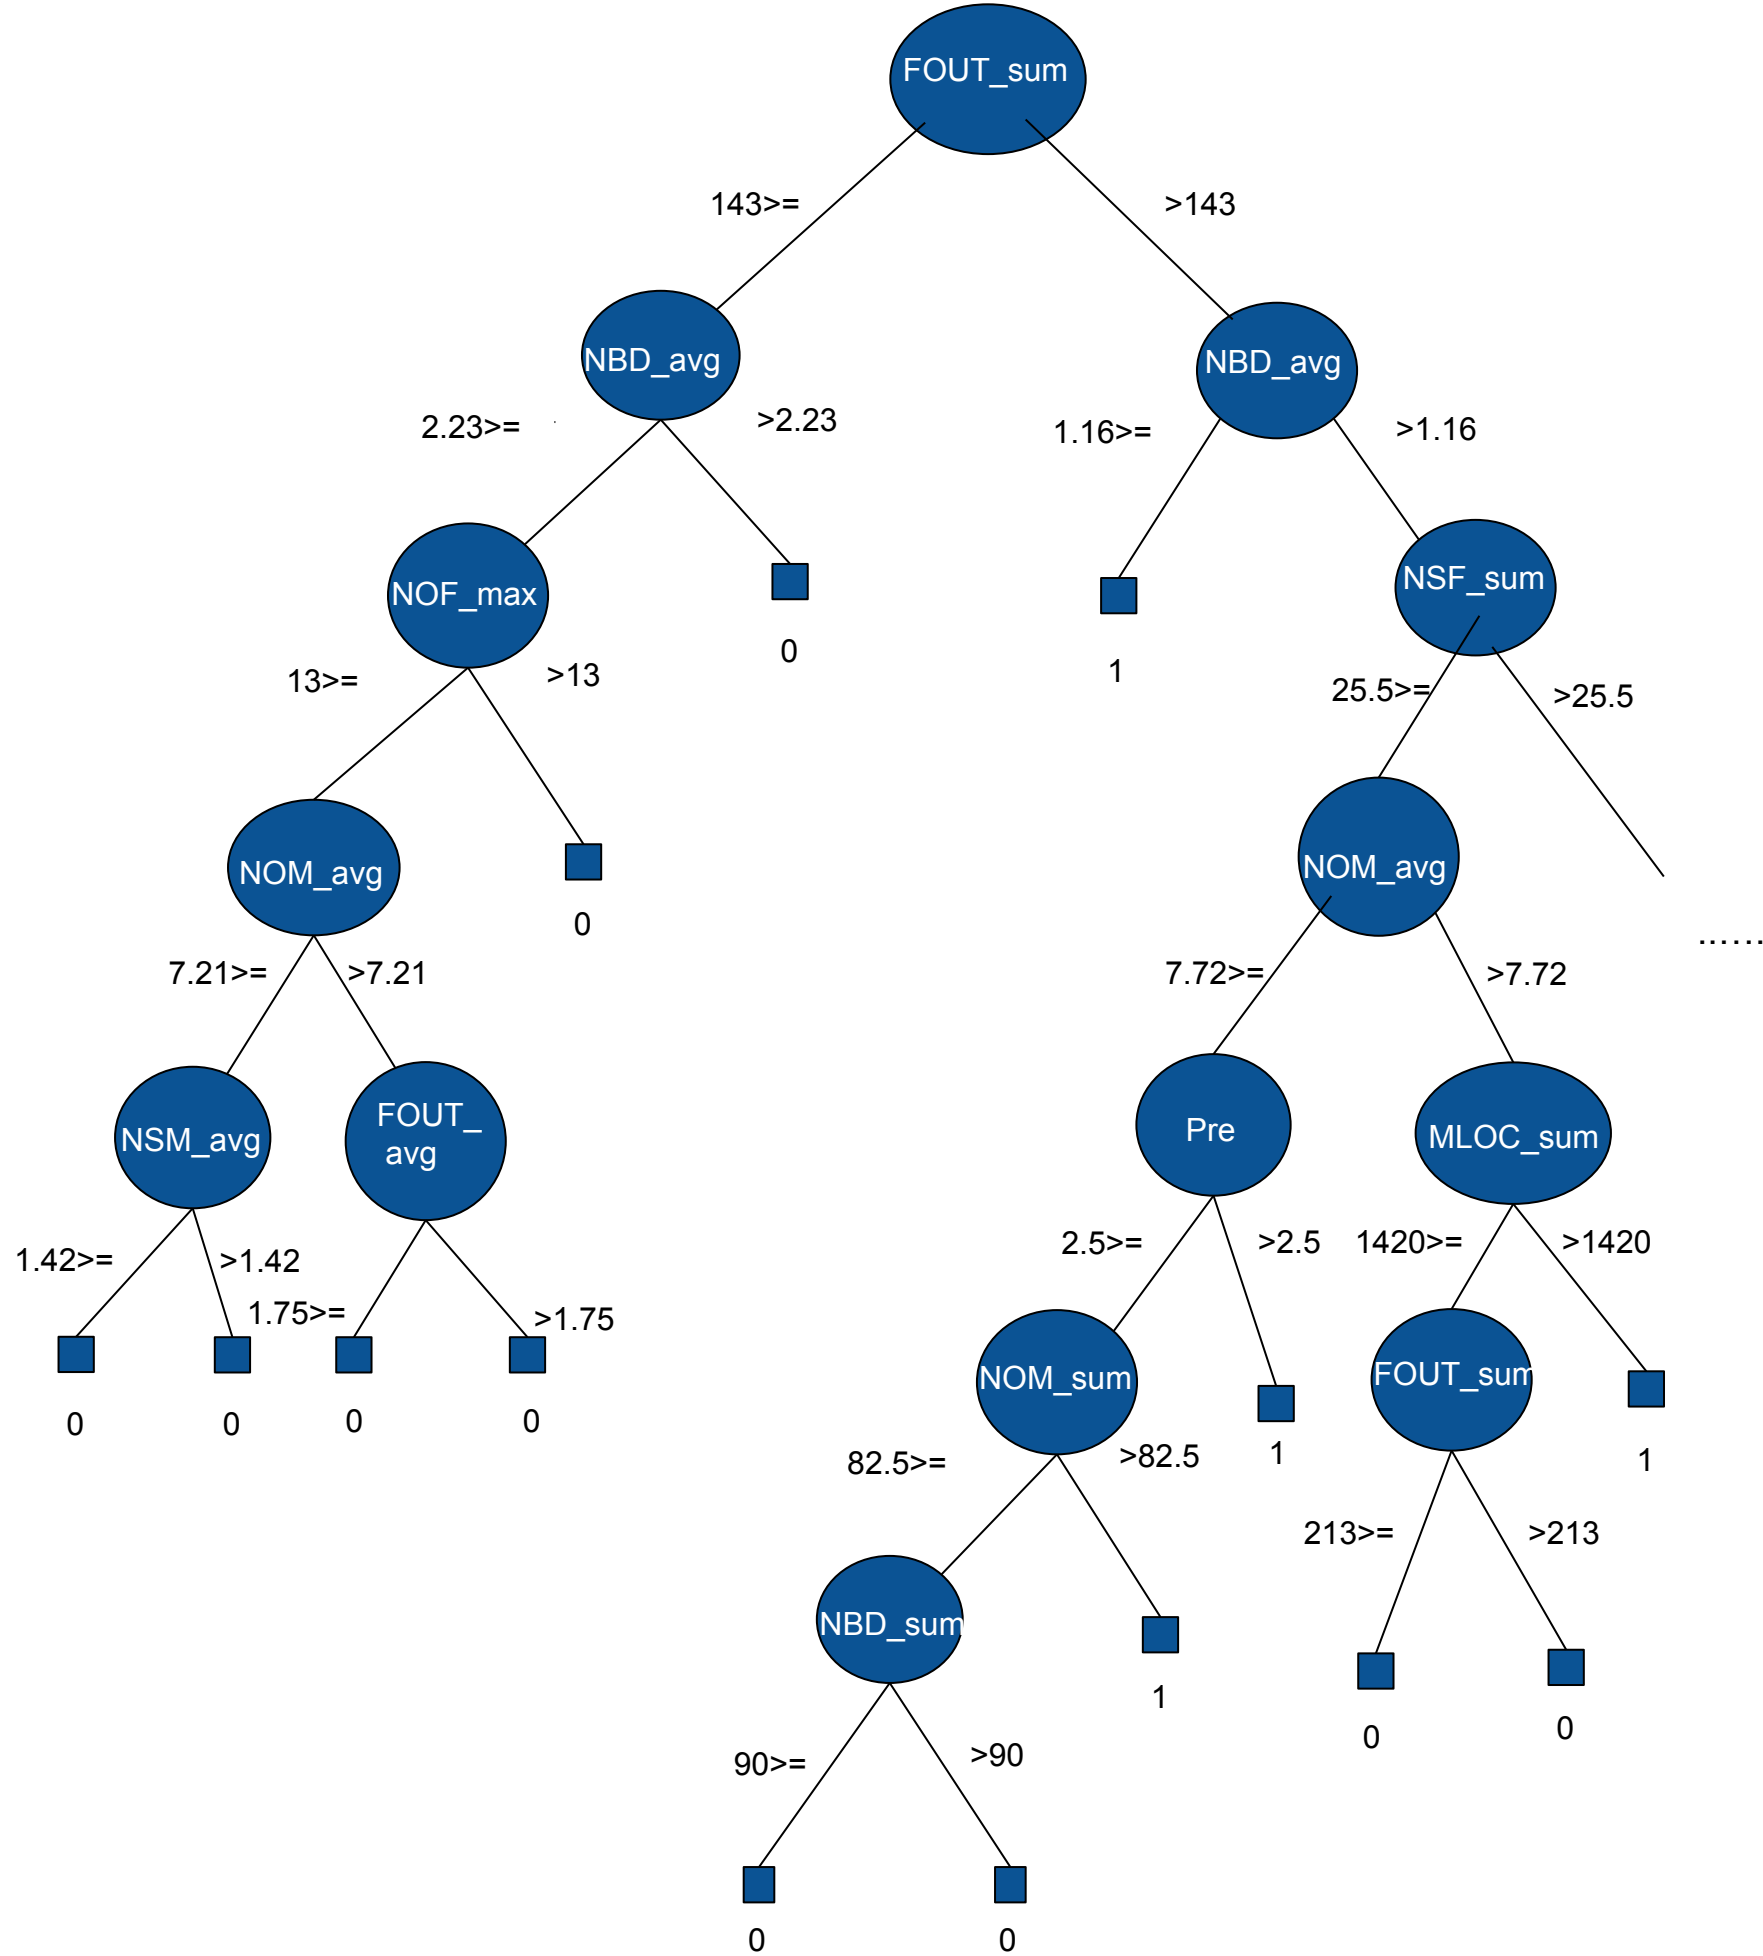 FOUT_sum
143>=
>143
NBD_avg
NBD_avg
2.23>=
>2.23
1.16>=
>1.16
NOF_max
NSF_sum
0
1
13>=
>13
25.5>=
>25.5
NOM_avg
NOM_avg
0
......
7.21>=
>7.21
7.72>=
>7.72
NSM_avg
FOUT_
avg
Pre
MLOC_sum
1.42>=
>1.42
2.5>=
>2.5
1420>=
>1420
1.75>=
>1.75
NOM_sum
FOUT_sum
0
0
0
0
1
1
82.5>=
>82.5
213>=
>213
NBD_sum
1
0
0
90>=
>90
0
0